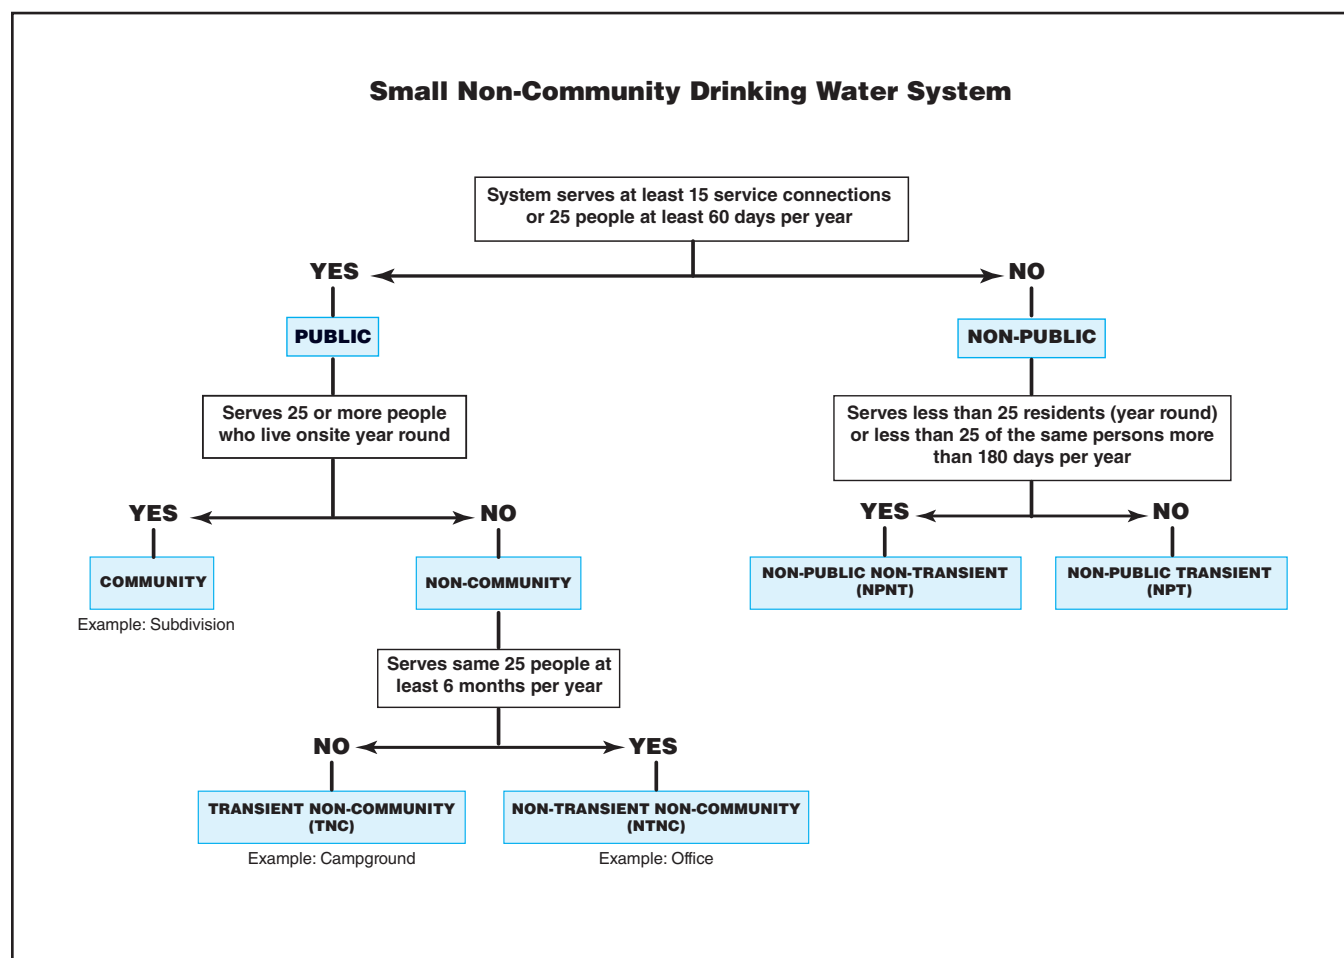 Small Non-Community Drinking Water System
System serves at least 15 service connections
or 25 people at least 60 days per year
YES
NO
PUBLIC
NON-PUBLIC
Serves 25 or more people
who live onsite year round
Serves less than 25 residents (year round)
or less than 25 of the same persons more
than 180 days per year
YES
NO
YES
NO
COMMUNITY
Example: Subdivision
NON-COMMUNITY
NON-PUBLIC NON-TRANSIENT
(NPNT)
NON-PUBLIC TRANSIENT
(NPT)
Serves same 25 people at
least 6 months per year
NO
YES
TRANSIENT NON-COMMUNITY
(TNC)
Example: Campground
NON-TRANSIENT NON-COMMUNITY
(NTNC)
Example: Office